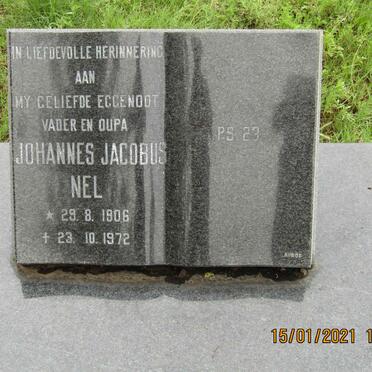 IN LIEFDEVOLLE HERINNERING
AAN
MY GELIEFDE EGGENOOT
VADER EN OUPA
JOHANNES JACOBUS
NEL
* 29. 8. 1906
† 23. 10. 1972
PS. 23
15/01/2021 1